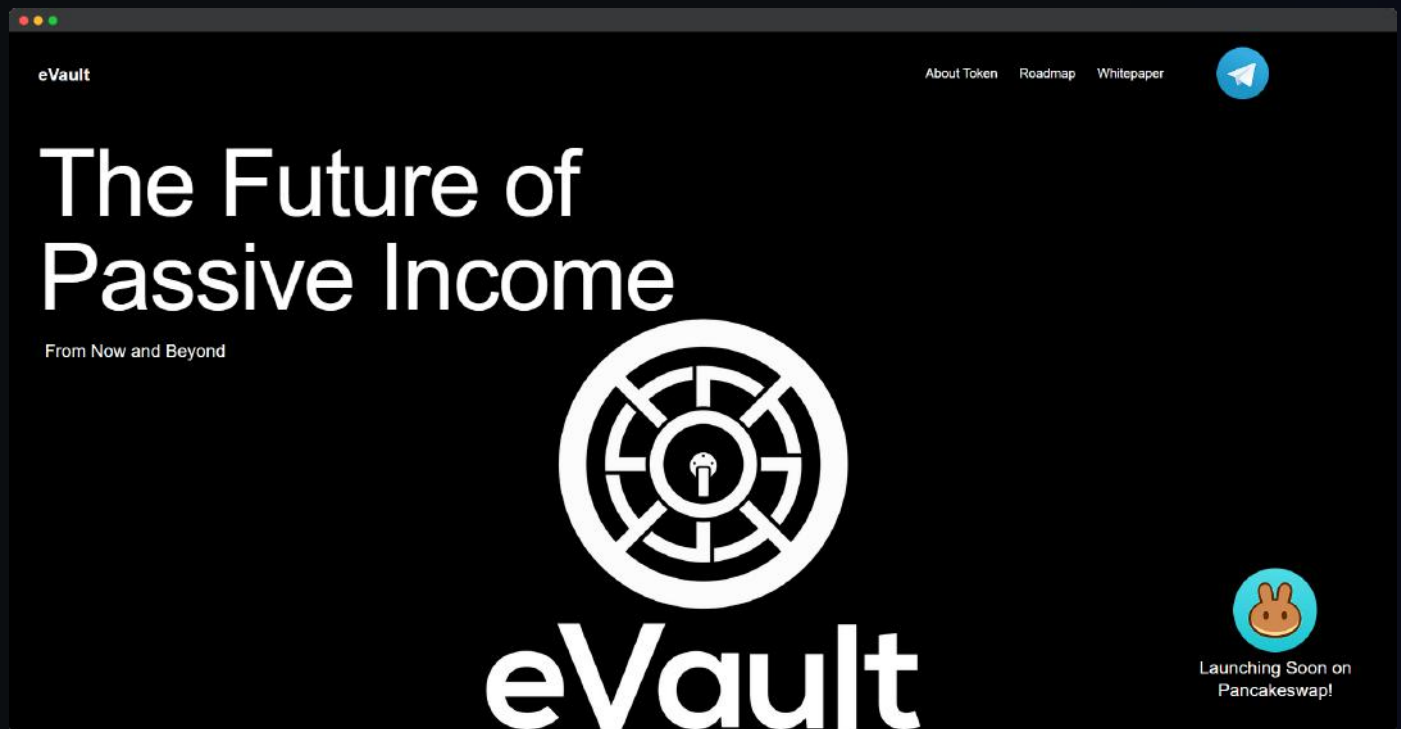 eVault
About Token
Roadmap
Whitepaper
The Future of
Passive Income
From Now and Beyond
eVault
Launching Soon on
Pancakeswap!